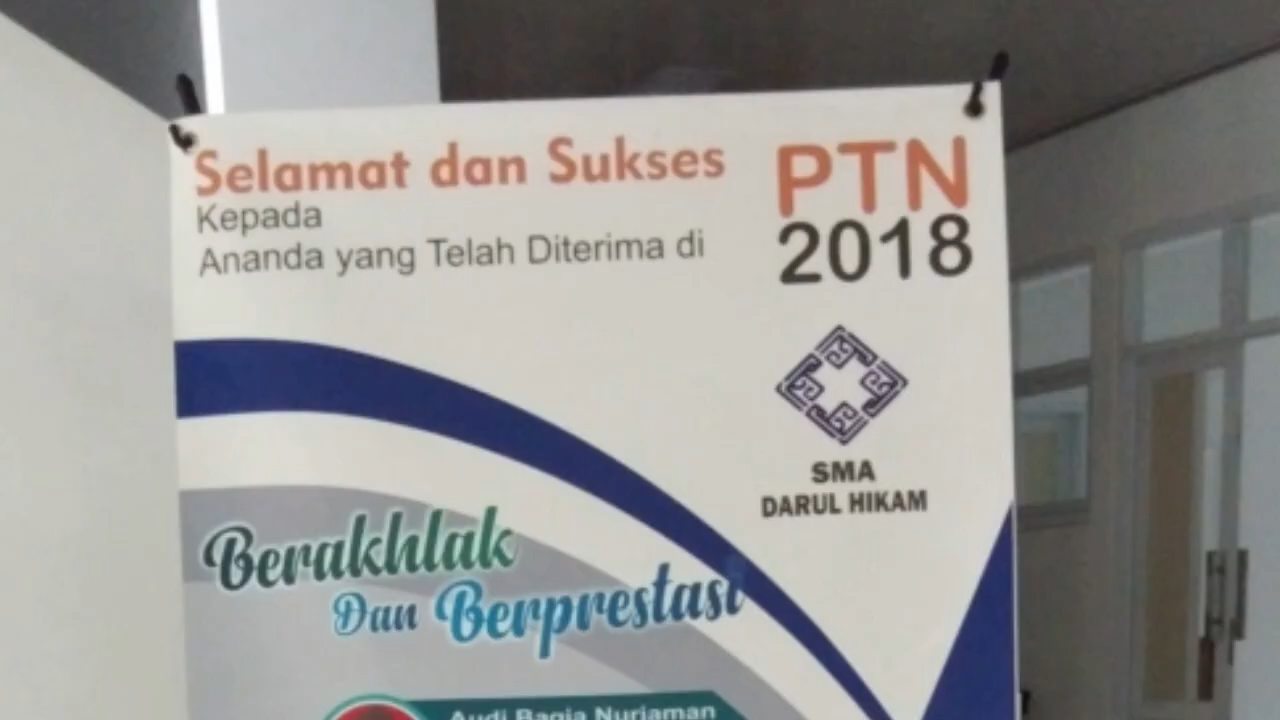 Selamat dan Sukses
Kepada
Ananda yang Telah Diterima di
PTN
2018
SMA
DARUL HIKAM
Berakhlak
Dan Berprestasi
Audi Bagja Nurjaman